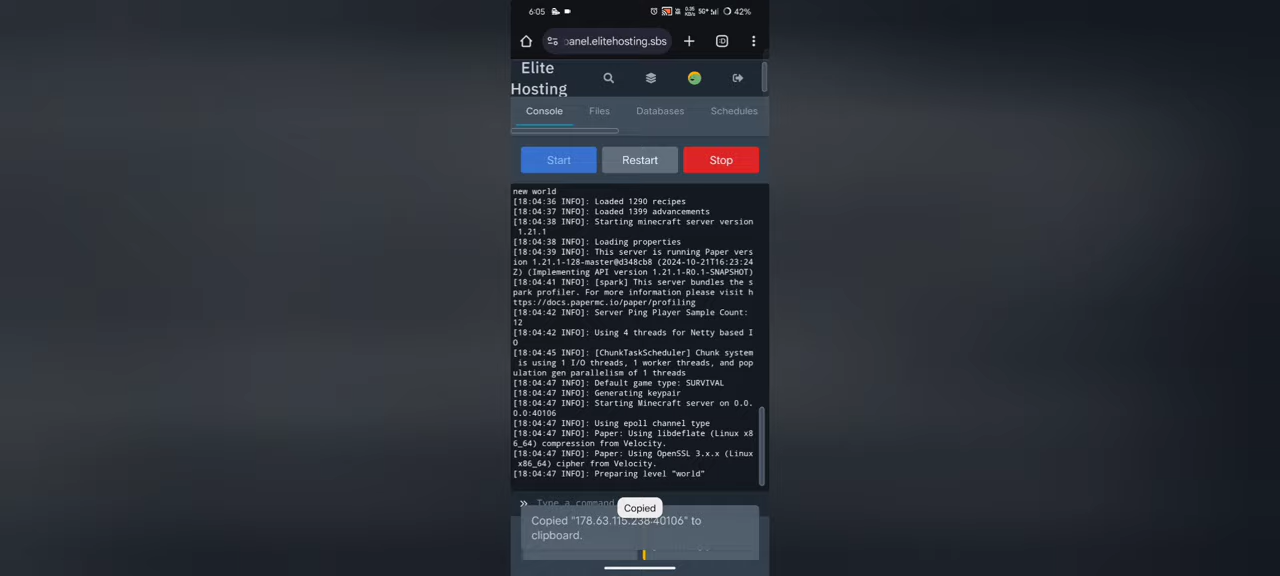 6:05 0.35 KB/s 5G+ 42%
panel.elitehosting.sbs
Elite
Hosting
Console Files Databases Schedules
Start Restart Stop
new world
[18:04:36 INFO]: Loaded 1290 recipes
[18:04:37 INFO]: Loaded 1399 advancements
[18:04:38 INFO]: Starting minecraft server version
1.21.1
[18:04:38 INFO]: Loading properties
[18:04:39 INFO]: This server is running Paper vers
ion 1.21.1-128-master@d348cb8 (2024-10-21T16:23:24
Z) (Implementing API version 1.21.1-R0.1-SNAPSHOT)
[18:04:41 INFO]: [spark] This server bundles the s
park profiler. For more information please visit h
ttps://docs.papermc.io/paper/profiling
[18:04:42 INFO]: Server Ping Player Sample Count:
12
[18:04:42 INFO]: Using 4 threads for Netty based I
O
[18:04:45 INFO]: [ChunkTaskScheduler] Chunk system
is using 1 I/O threads, 1 worker threads, and pop
ulation gen parallelism of 1 threads
[18:04:47 INFO]: Default game type: SURVIVAL
[18:04:47 INFO]: Generating keypair
[18:04:47 INFO]: Starting Minecraft server on 0.0.
0.0:40106
[18:04:47 INFO]: Using epoll channel type
[18:04:47 INFO]: Paper: Using libdeflate (Linux x8
6_64) compression from Velocity.
[18:04:47 INFO]: Paper: Using OpenSSL 3.x.x (Linux
x86_64) cipher from Velocity.
[18:04:47 INFO]: Preparing level "world"
» Type a command
Copied
Copied "178.63.115.238:40106" to
clipboard.